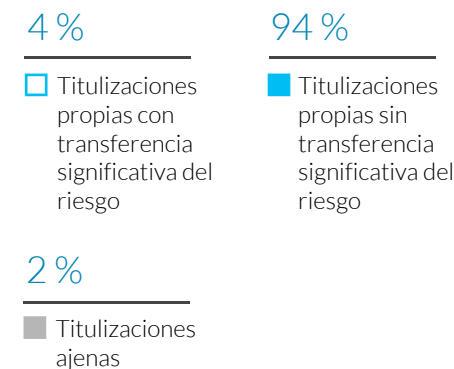 4 %
Titulizaciones
propias con
transferencia
significativa del
riesgo
94 %
Titulizaciones
propias sin
transferencia
significativa del
riesgo
2 %
Titulizaciones
ajenas